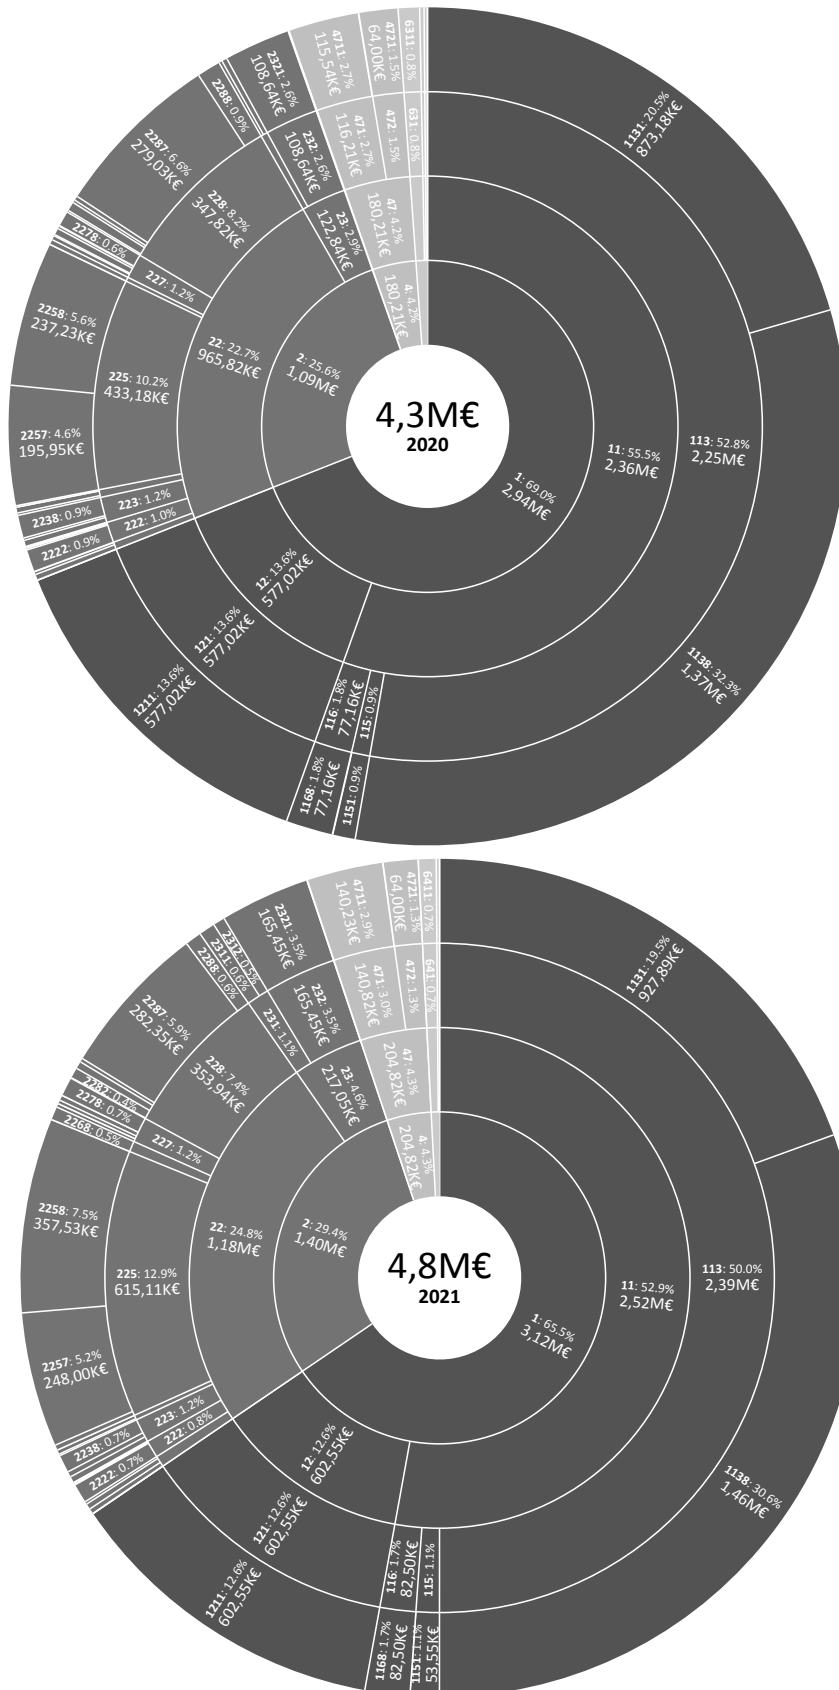 4,3M€
2020
1: 69.0%
2,94M€
2: 25.6%
1,09M€
4: 4.2%
180,21K€
11: 55.5%
2,36M€
12: 13.6%
577,02K€
22: 22.7%
965,82K€
23: 2.9%
122,84K€
47: 4.2%
180,21K€
113: 52.8%
2,25M€
115: 0.9%
116: 1.8%
77,16K€
121: 13.6%
577,02K€
222: 1.0%
223: 1.2%
225: 10.2%
433,18K€
227: 1.2%
228: 8.2%
347,82K€
232: 2.6%
108,64K€
471: 2.7%
116,21K€
472: 1.5%
631: 0.8%
1131: 20.5%
873,18K€
1138: 32.3%
1,37M€
1151: 0.9%
1168: 1.8%
77,16K€
1211: 13.6%
577,02K€
2222: 0.9%
2238: 0.9%
2257: 4.6%
195,95K€
2258: 5.6%
237,23K€
2278: 0.6%
2287: 6.6%
279,03K€
2288: 0.9%
2321: 2.6%
108,64K€
4711: 2.7%
115,54K€
4721: 1.5%
64,00K€
6311: 0.8%
4,8M€
2021
1: 65.5%
3,12M€
2: 29.4%
1,40M€
4: 4.3%
204,82K€
11: 52.9%
2,52M€
12: 12.6%
602,55K€
22: 24.8%
1,18M€
23: 4.6%
217,05K€
47: 4.3%
204,82K€
113: 50.0%
2,39M€
115: 1.1%
116: 1.7%
82,50K€
121: 12.6%
602,55K€
222: 0.8%
223: 1.2%
225: 12.9%
615,11K€
227: 1.2%
228: 7.4%
353,94K€
231: 1.1%
232: 3.5%
165,45K€
471: 3.0%
140,82K€
472: 1.3%
641: 0.7%
1131: 19.5%
927,89K€
1138: 30.6%
1,46M€
1151: 1.1%
53,55K€
1168: 1.7%
82,50K€
1211: 12.6%
602,55K€
2222: 0.7%
2238: 0.7%
2257: 5.2%
248,00K€
2258: 7.5%
357,53K€
2268: 0.5%
2278: 0.7%
2282: 0.4%
2287: 5.9%
282,35K€
2288: 0.6%
2311: 0.6%
2312: 0.5%
2321: 3.5%
165,45K€
4711: 2.9%
140,23K€
4721: 1.3%
64,00K€
6411: 0.7%